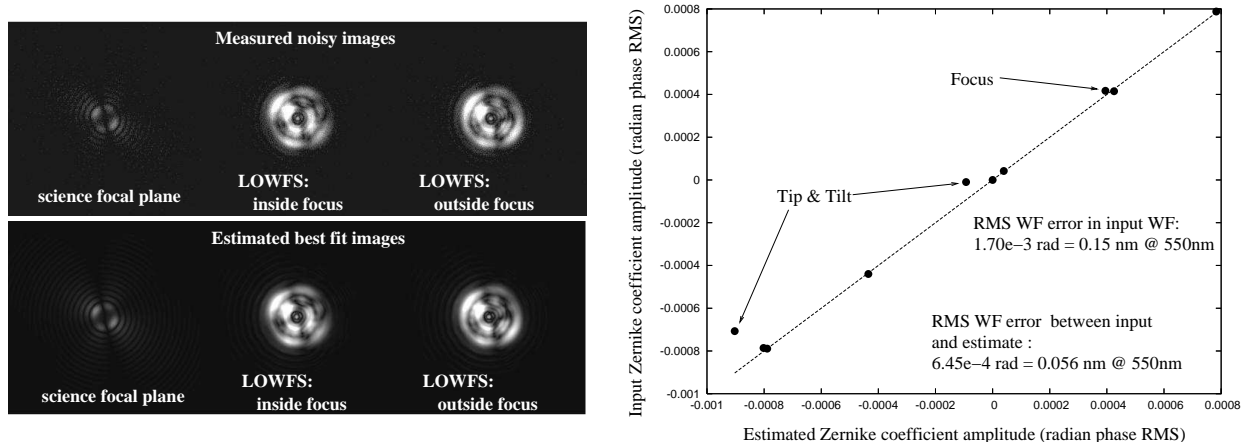 Measured noisy images
science focal plane
LOWFS:
inside focus
LOWFS:
outside focus
Estimated best fit images
science focal plane
LOWFS:
inside focus
LOWFS:
outside focus
Input Zernike coefficient amplitude (radian phase RMS)
0.0008
0.0006
0.0004
0.0002
0
-0.0002
-0.0004
-0.0006
-0.0008
-0.001
Focus
Tip & Tilt
RMS WF error in input WF:
1.70e−3 rad = 0.15 nm @ 550nm
RMS WF error between input
and estimate :
6.45e−4 rad = 0.056 nm @ 550nm
-0.001 -0.0008 -0.0006 -0.0004 -0.0002 0 0.0002 0.0004 0.0006 0.0008
Estimated Zernike coefficient amplitude (radian phase RMS)